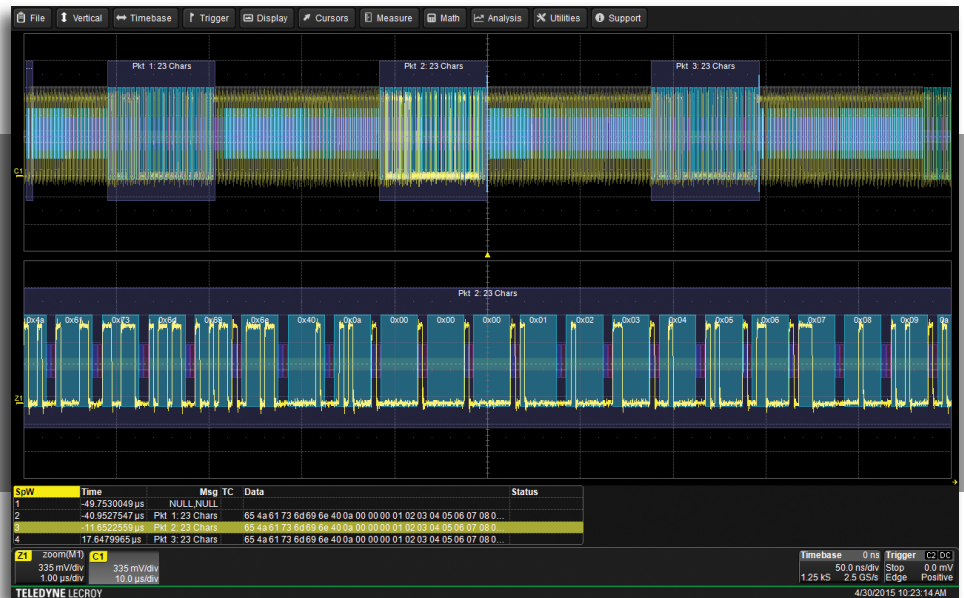 File Vertical Timebase Trigger Display Cursors Measure Math Analysis Utilities Support
Pkt 1: 23 Chars Pkt 2: 23 Chars Pkt 3: 23 Chars
C1
Pkt 2: 23 Chars
0x4a 0x61 0x73 0x6d 0x69 0x6e 0x40 0x0a 0x00 0x00 0x00 0x01 0x02 0x03 0x04 0x05 0x06 0x07 0x08 0x09 0a
Z1
SpW Time Msg TC Data Status
1 -49.7530049 µs NULL,NULL
2 -40.9527547 µs Pkt 1: 23 Chars 65 4a 61 73 6d 69 6e 40 0a 00 00 00 01 02 03 04 05 06 07 08 0...
3 -11.6522559 µs Pkt 2: 23 Chars 65 4a 61 73 6d 69 6e 40 0a 00 00 00 01 02 03 04 05 06 07 08 0...
4 17.6479965 µs Pkt 3: 23 Chars 65 4a 61 73 6d 69 6e 40 0a 00 00 00 01 02 03 04 05 06 07 08 0...
Z1 zoom(M1) C1 Timebase 0 ns Trigger C2 DC
335 mV/div 335 mV/div 50.0 ns/div Stop 0.0 mV
1.00 µs/div 10.0 µs/div 1.25 kS 2.5 GS/s Edge Positive
TELEDYNE LECROY 4/30/2015 10:23:14 AM